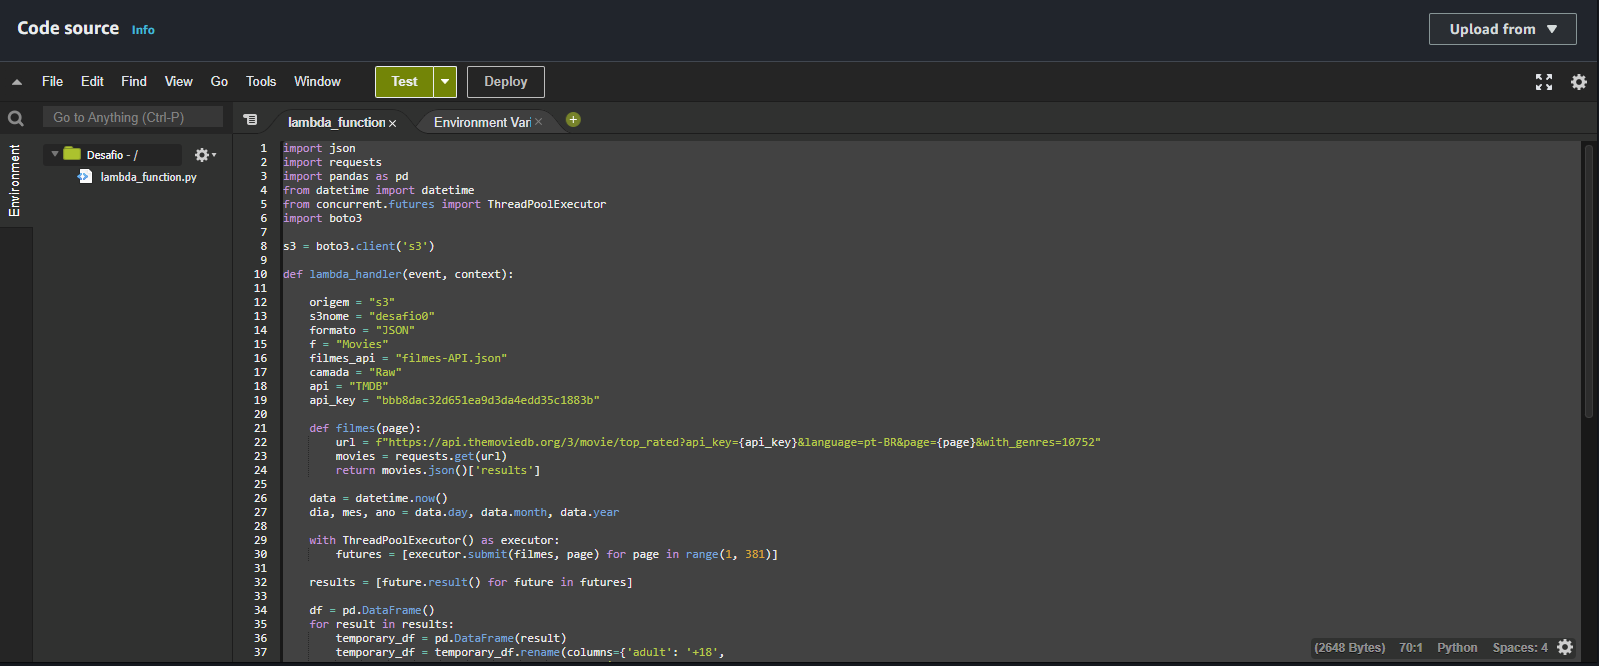 Code source Info
Upload from
File Edit Find View Go Tools Window Test Deploy
Go to Anything (Ctrl-P)
lambda_function × Environment Vari ×
Environment
Desafio - /
lambda_function.py
1 import json
2 import requests
3 import pandas as pd
4 from datetime import datetime
5 from concurrent.futures import ThreadPoolExecutor
6 import boto3
7
8 s3 = boto3.client('s3')
9
10 def lambda_handler(event, context):
11
12 origem = "s3"
13 s3nome = "desafio0"
14 formato = "JSON"
15 f = "Movies"
16 filmes_api = "filmes-API.json"
17 camada = "Raw"
18 api = "TMDB"
19 api_key = "bbb8dac32d651ea9d3da4edd35c1883b"
20
21 def filmes(page):
22 url = f"https://api.themoviedb.org/3/movie/top_rated?api_key={api_key}&language=pt-BR&page={page}&with_genres=10752"
23 movies = requests.get(url)
24 return movies.json()['results']
25
26 data = datetime.now()
27 dia, mes, ano = data.day, data.month, data.year
28
29 with ThreadPoolExecutor() as executor:
30 futures = [executor.submit(filmes, page) for page in range(1, 381)]
31
32 results = [future.result() for future in futures]
33
34 df = pd.DataFrame()
35 for result in results:
36 temporary_df = pd.DataFrame(result)
37 temporary_df = temporary_df.rename(columns={'adult': '+18',
(2648 Bytes) 70:1 Python Spaces: 4